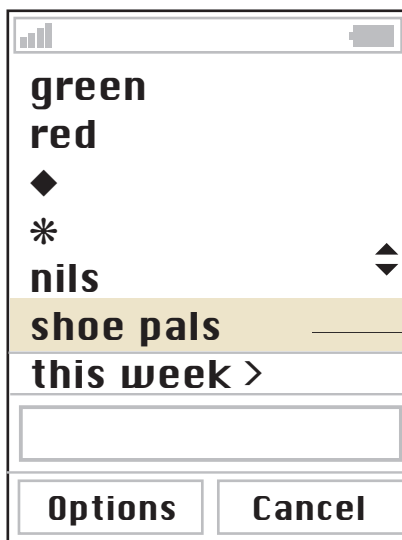 green
red
◆
❋
nils
shoe pals
this week >
Options Cancel